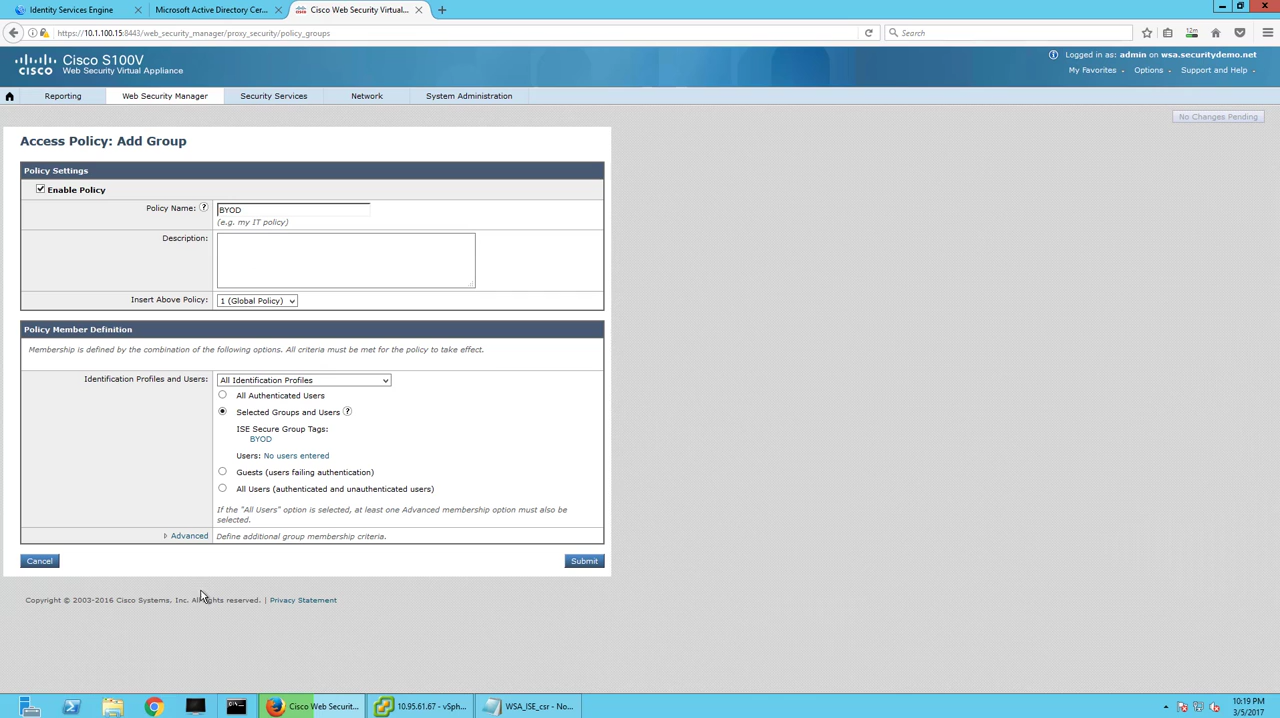 Identity Services Engine
Microsoft Active Directory Cer...
Cisco Web Security Virtual...
https://10.1.100.15:8443/web_security_manager/proxy_security/policy_groups
Search
12m
cisco
Cisco S100V
Web Security Virtual Appliance
Logged in as: admin on wsa.securitydemo.net
My Favorites
Options
Support and Help
Reporting
Web Security Manager
Security Services
Network
System Administration
No Changes Pending
Access Policy: Add Group
Policy Settings
Enable Policy
Policy Name: ?
BYOD
(e.g. my IT policy)
Description:
Insert Above Policy:
1 (Global Policy)
Policy Member Definition
Membership is defined by the combination of the following options. All criteria must be met for the policy to take effect.
Identification Profiles and Users:
All Identification Profiles
All Authenticated Users
Selected Groups and Users ?
ISE Secure Group Tags:
BYOD
Users: No users entered
Guests (users failing authentication)
All Users (authenticated and unauthenticated users)
If the "All Users" option is selected, at least one Advanced membership option must also be
selected.
Advanced
Define additional group membership criteria.
Cancel
Submit
Copyright © 2003-2016 Cisco Systems, Inc. All rights reserved. | Privacy Statement
Cisco Web Securit...
10.95.61.67 - vSph...
WSA_ISE_csr - No...
10:19 PM
3/5/2017